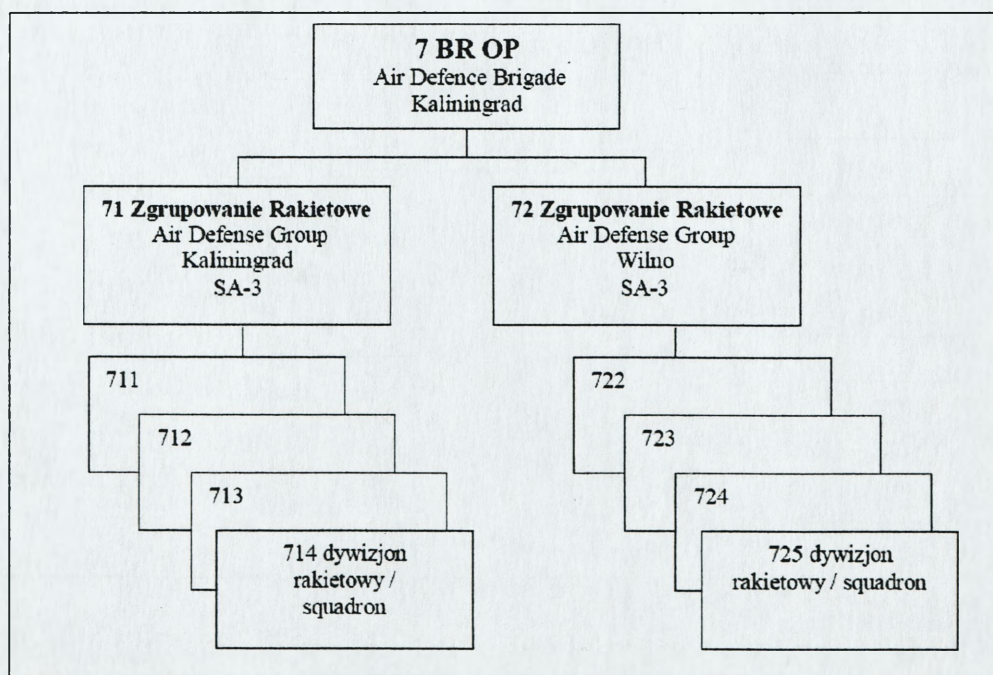 7 BR OP
Air Defence Brigade
Kaliningrad
71 Zgrupowanie Rakietowe
Air Defense Group
Kaliningrad
SA-3
72 Zgrupowanie Rakietowe
Air Defense Group
Wilno
SA-3
711
712
713
714 dywizjon
rakietowy /
squadron
722
723
724
725 dywizjon
rakietowy / squadron